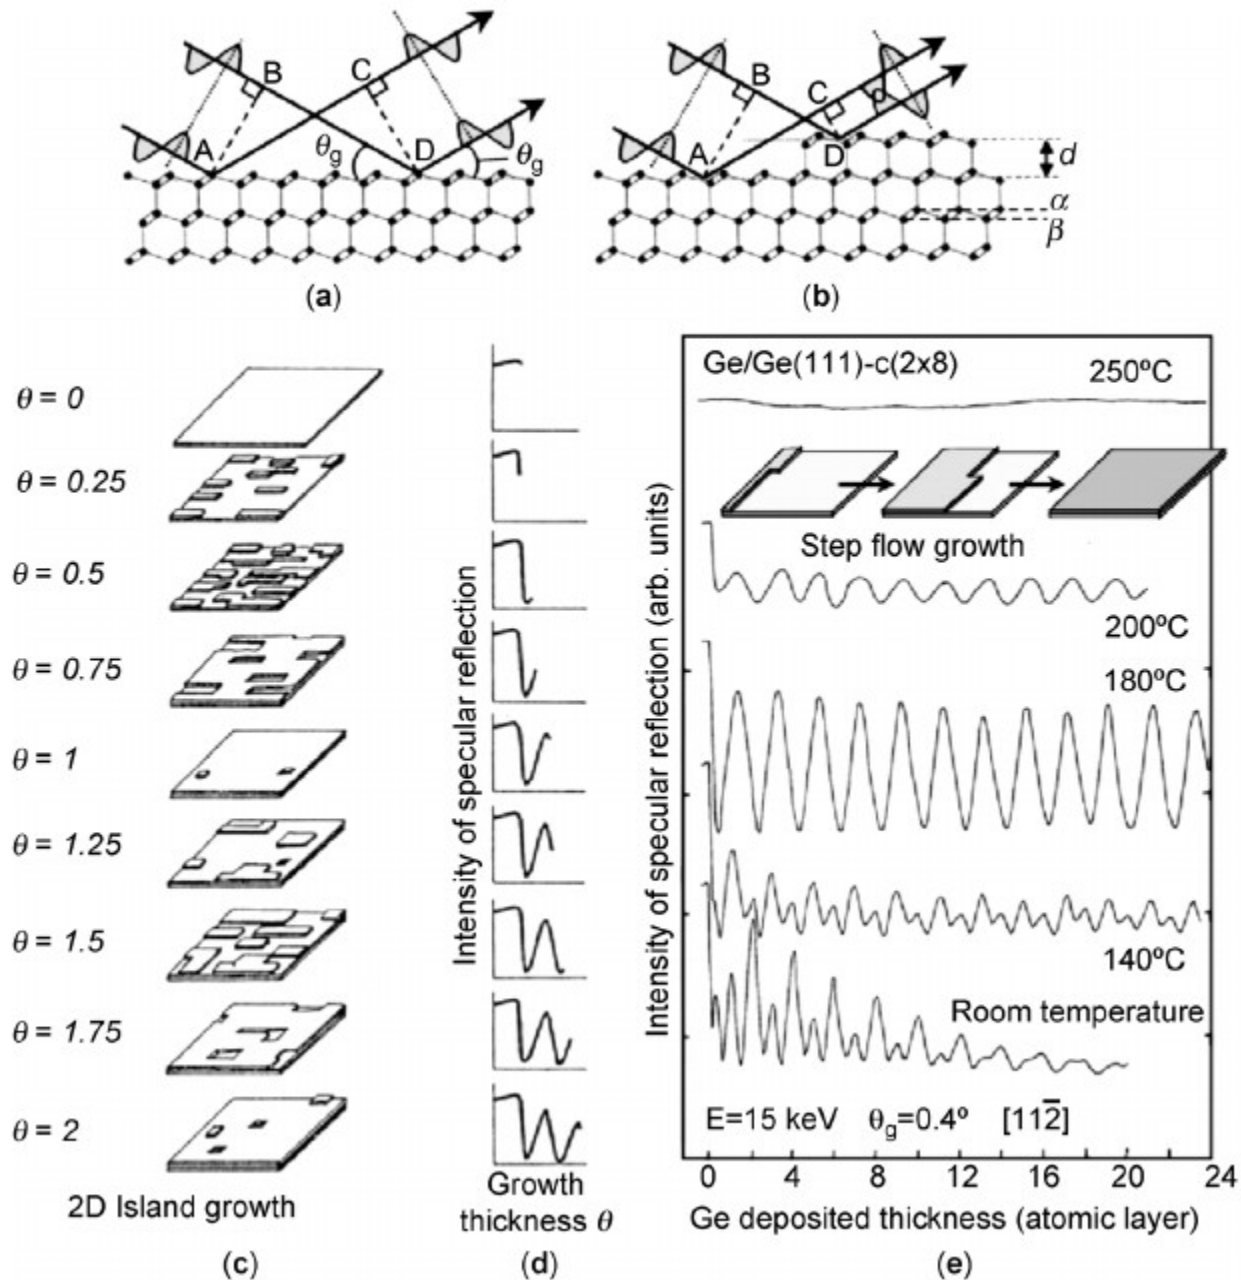 A B C D θg θg
(a)
A B C D d α β
(b)
θ = 0
θ = 0.25
θ = 0.5
θ = 0.75
θ = 1
θ = 1.25
θ = 1.5
θ = 1.75
θ = 2
2D Island growth
(c)
Intensity of specular reflection
Growth
thickness θ
(d)
Intensity of specular reflection (arb. units)
Ge/Ge(111)-c(2x8)
250ºC
Step flow growth
200ºC
180ºC
140ºC
Room temperature
E=15 keV θg=0.4º [112̅]
0 4 8 12 16 20 24
Ge deposited thickness (atomic layer)
(e)